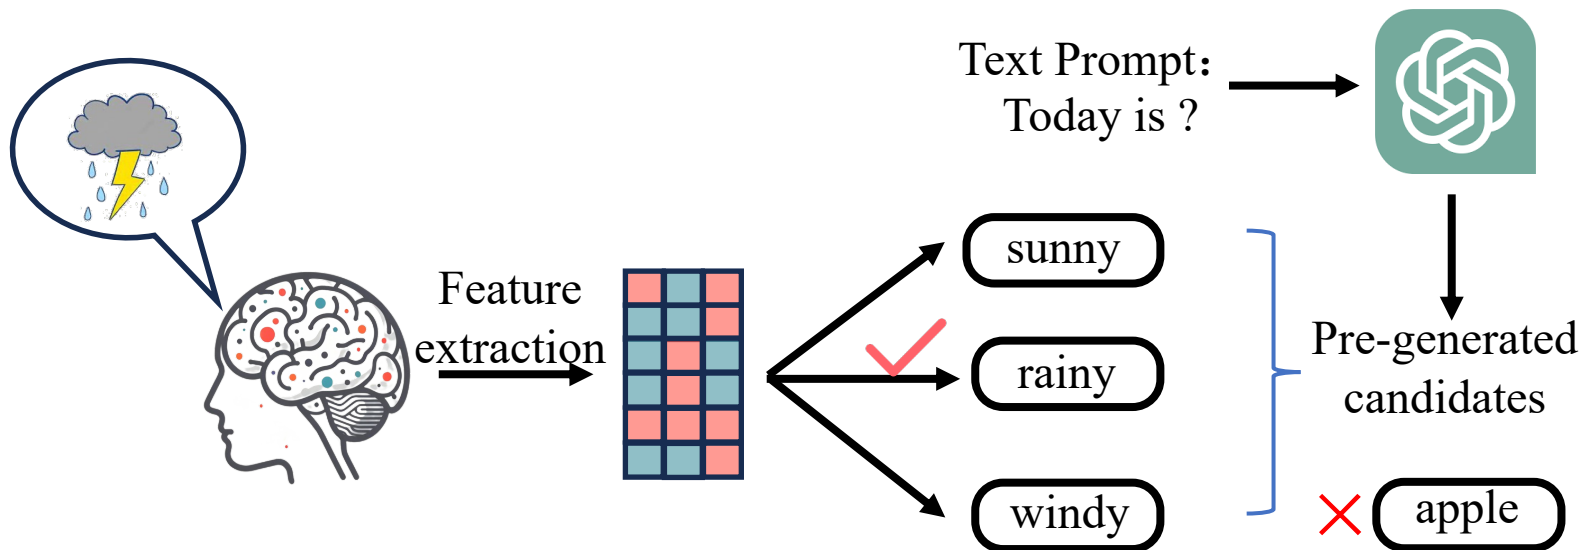 Text Prompt：
Today is ?
Feature
extraction
sunny
rainy
windy
Pre-generated
candidates
apple